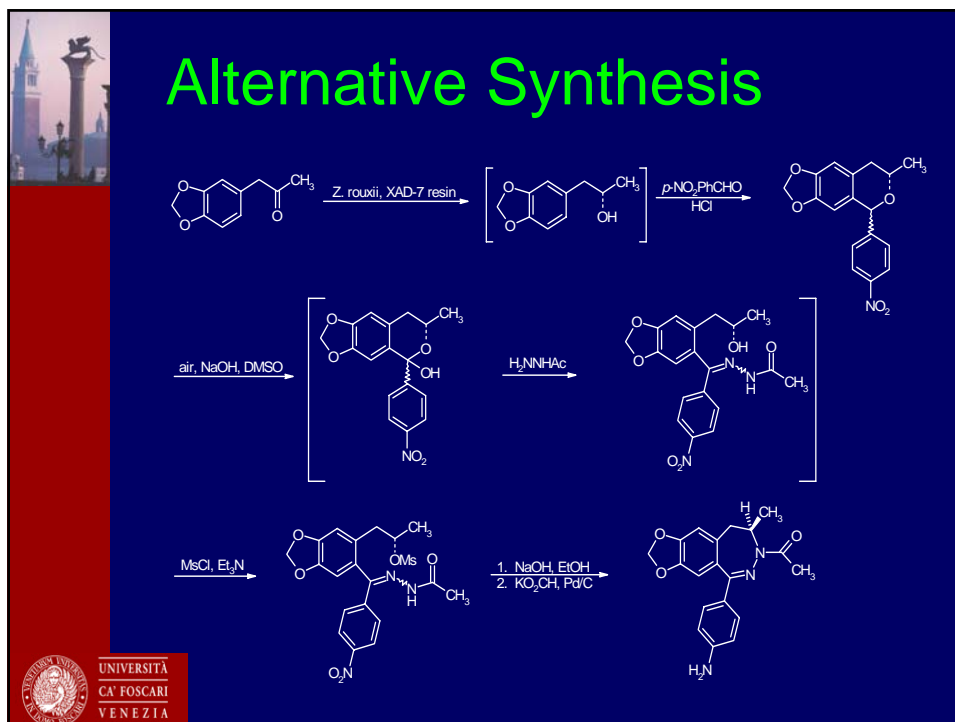 Alternative Synthesis
O
O
CH3
O
Z. rouxii, XAD-7 resin
O
O
CH3
OH
p-NO2PhCHO
HCl
O
O
CH3
O
NO2
air, NaOH, DMSO
O
O
CH3
O
OH
NO2
H2NNHAc
O
O
CH3
OH
O
N
N
H
CH3
O2N
MsCl, Et3N
O
O
CH3
OMs
O
N
N
H
CH3
O2N
1. NaOH, EtOH
2. KO2CH, Pd/C
H
CH3
O
O
O
N
N
CH3
H2N
UNIVERSITÀ
CA' FOSCARI
VENEZIA